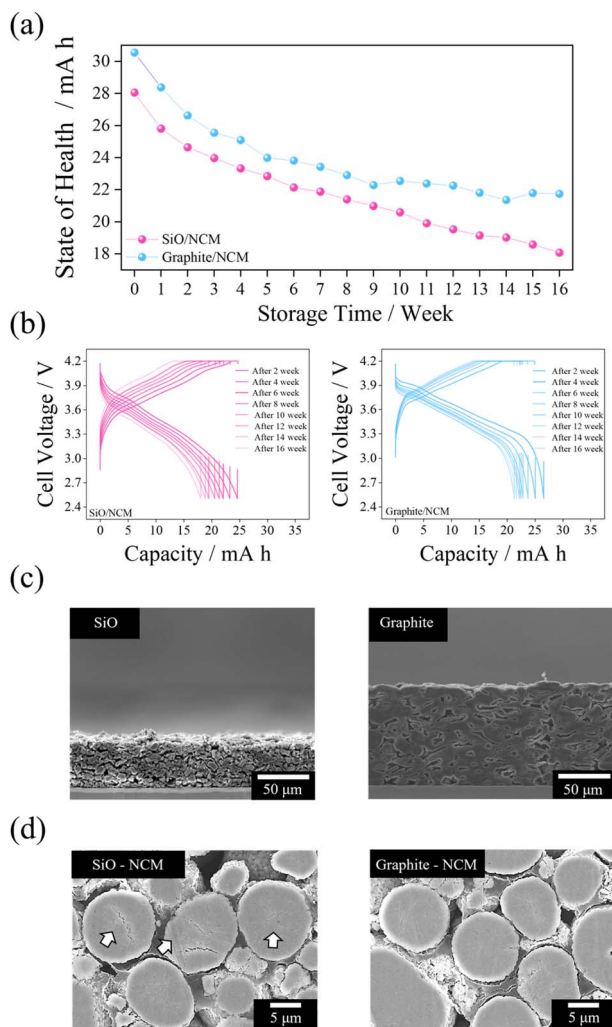 (a)
State of Health / mA h
30
28
26
24
22
20
18
SiO/NCM
Graphite/NCM
0 1 2 3 4 5 6 7 8 9 10 11 12 13 14 15 16
Storage Time / Week
(b)
Cell Voltage / V
4.2
3.9
3.6
3.3
3.0
2.7
2.4
After 2 week
After 4 week
After 6 week
After 8 week
After 10 week
After 12 week
After 14 week
After 16 week
SiO/NCM
0 5 10 15 20 25 30 35
Capacity / mA h
Cell Voltage / V
4.2
3.9
3.6
3.3
3.0
2.7
2.4
After 2 week
After 4 week
After 6 week
After 8 week
After 10 week
After 12 week
After 14 week
After 16 week
Graphite/NCM
0 5 10 15 20 25 30 35
Capacity / mA h
(c)
SiO
50 μm
Graphite
50 μm
(d)
SiO - NCM
5 μm
Graphite - NCM
5 μm